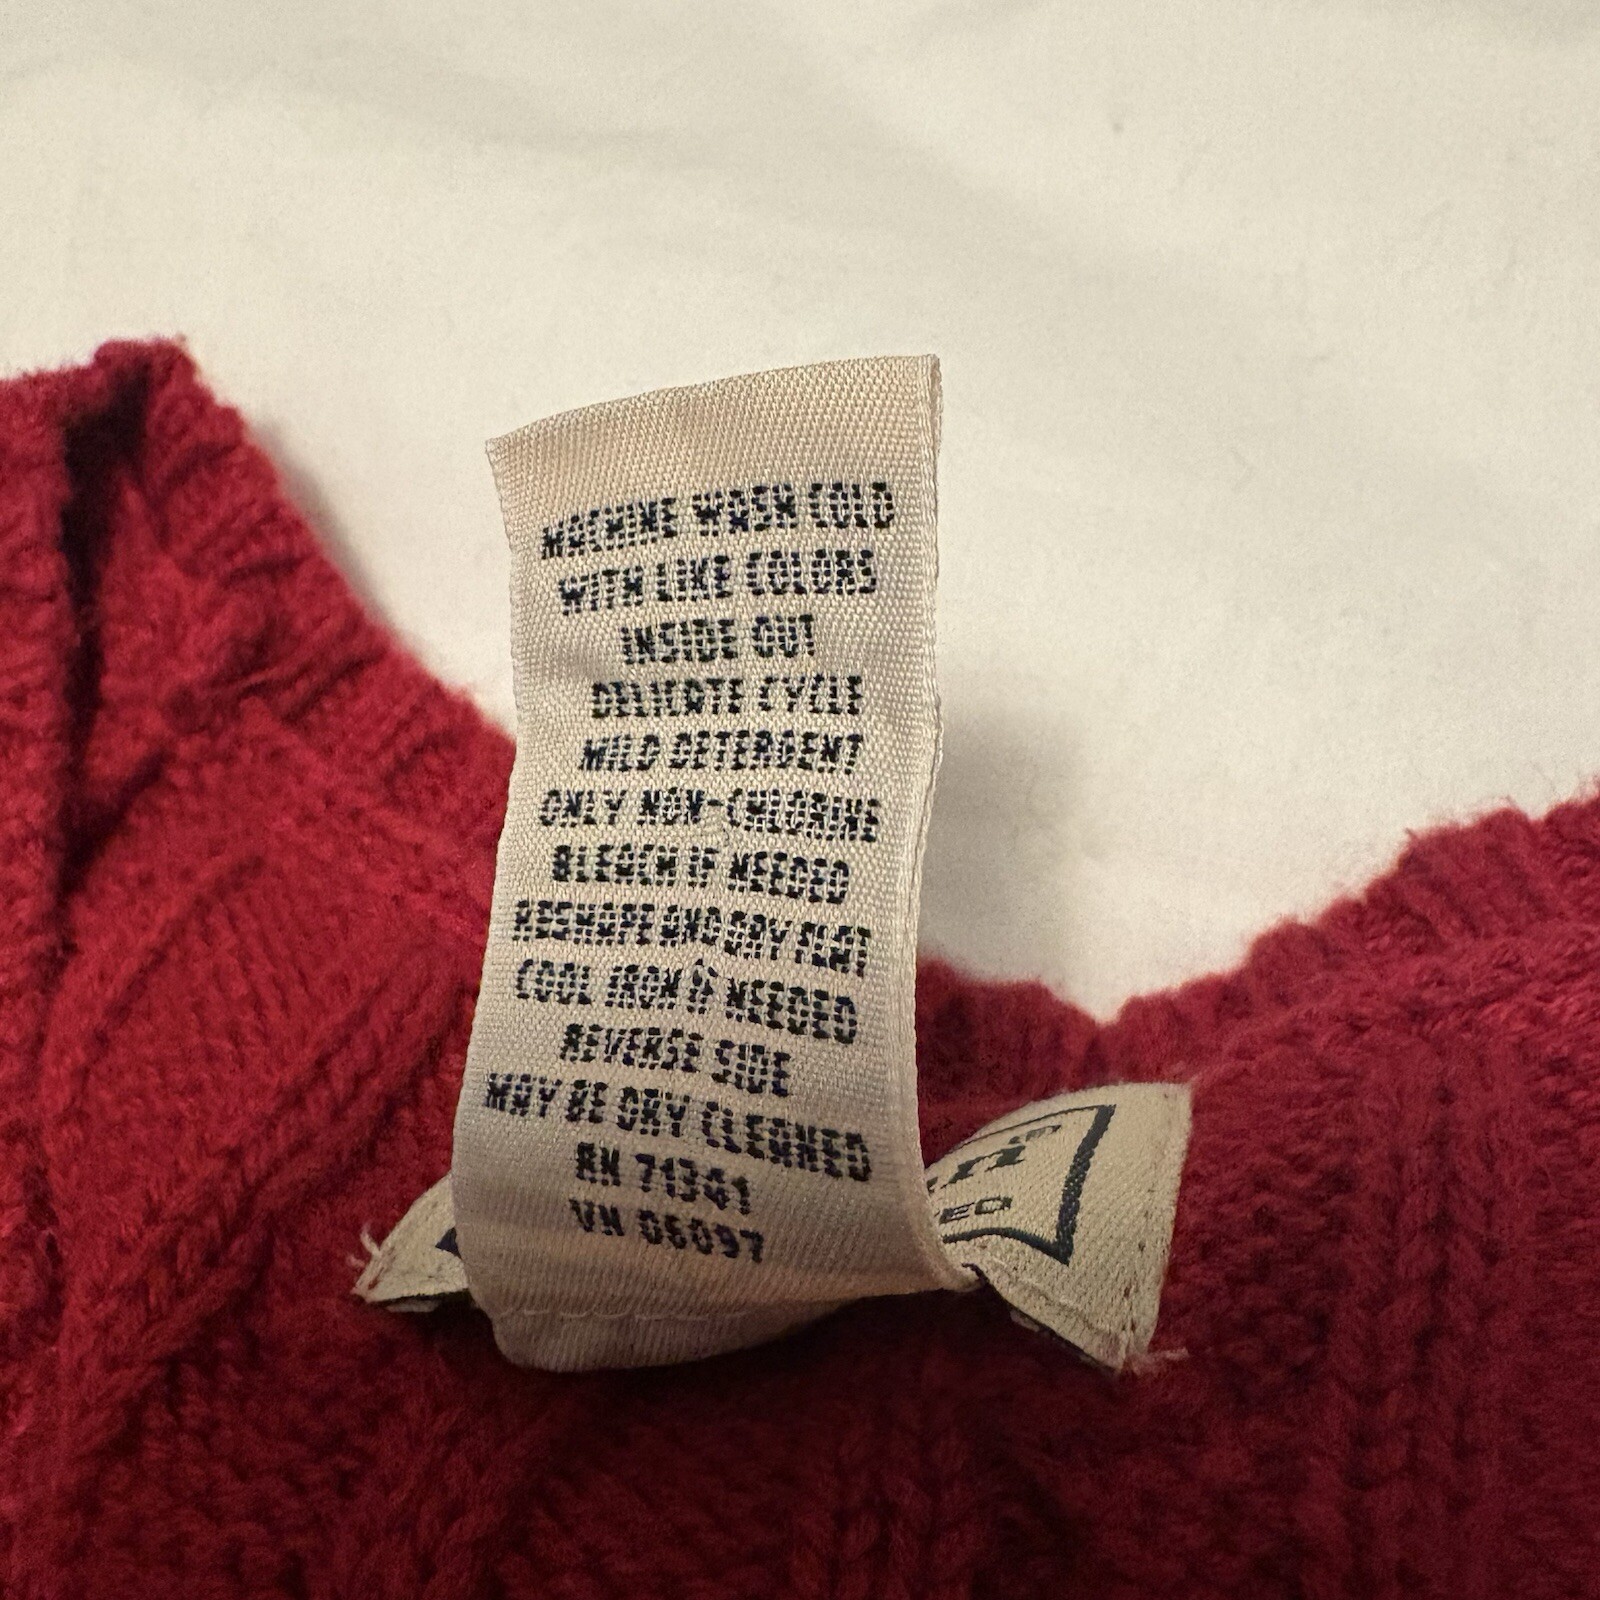 MACHINE WASH COLD
WITH LIKE COLORS
INSIDE OUT
DELICATE CYCLE
MILD DETERGENT
ONLY NON-CHLORINE
BLEACH IF NEEDED
RESHAPE AND DRY FLAT
COOL IRON IF NEEDED
REVERSE SIDE
MAY BE DRY CLEANED
RN 71341
VN 06097